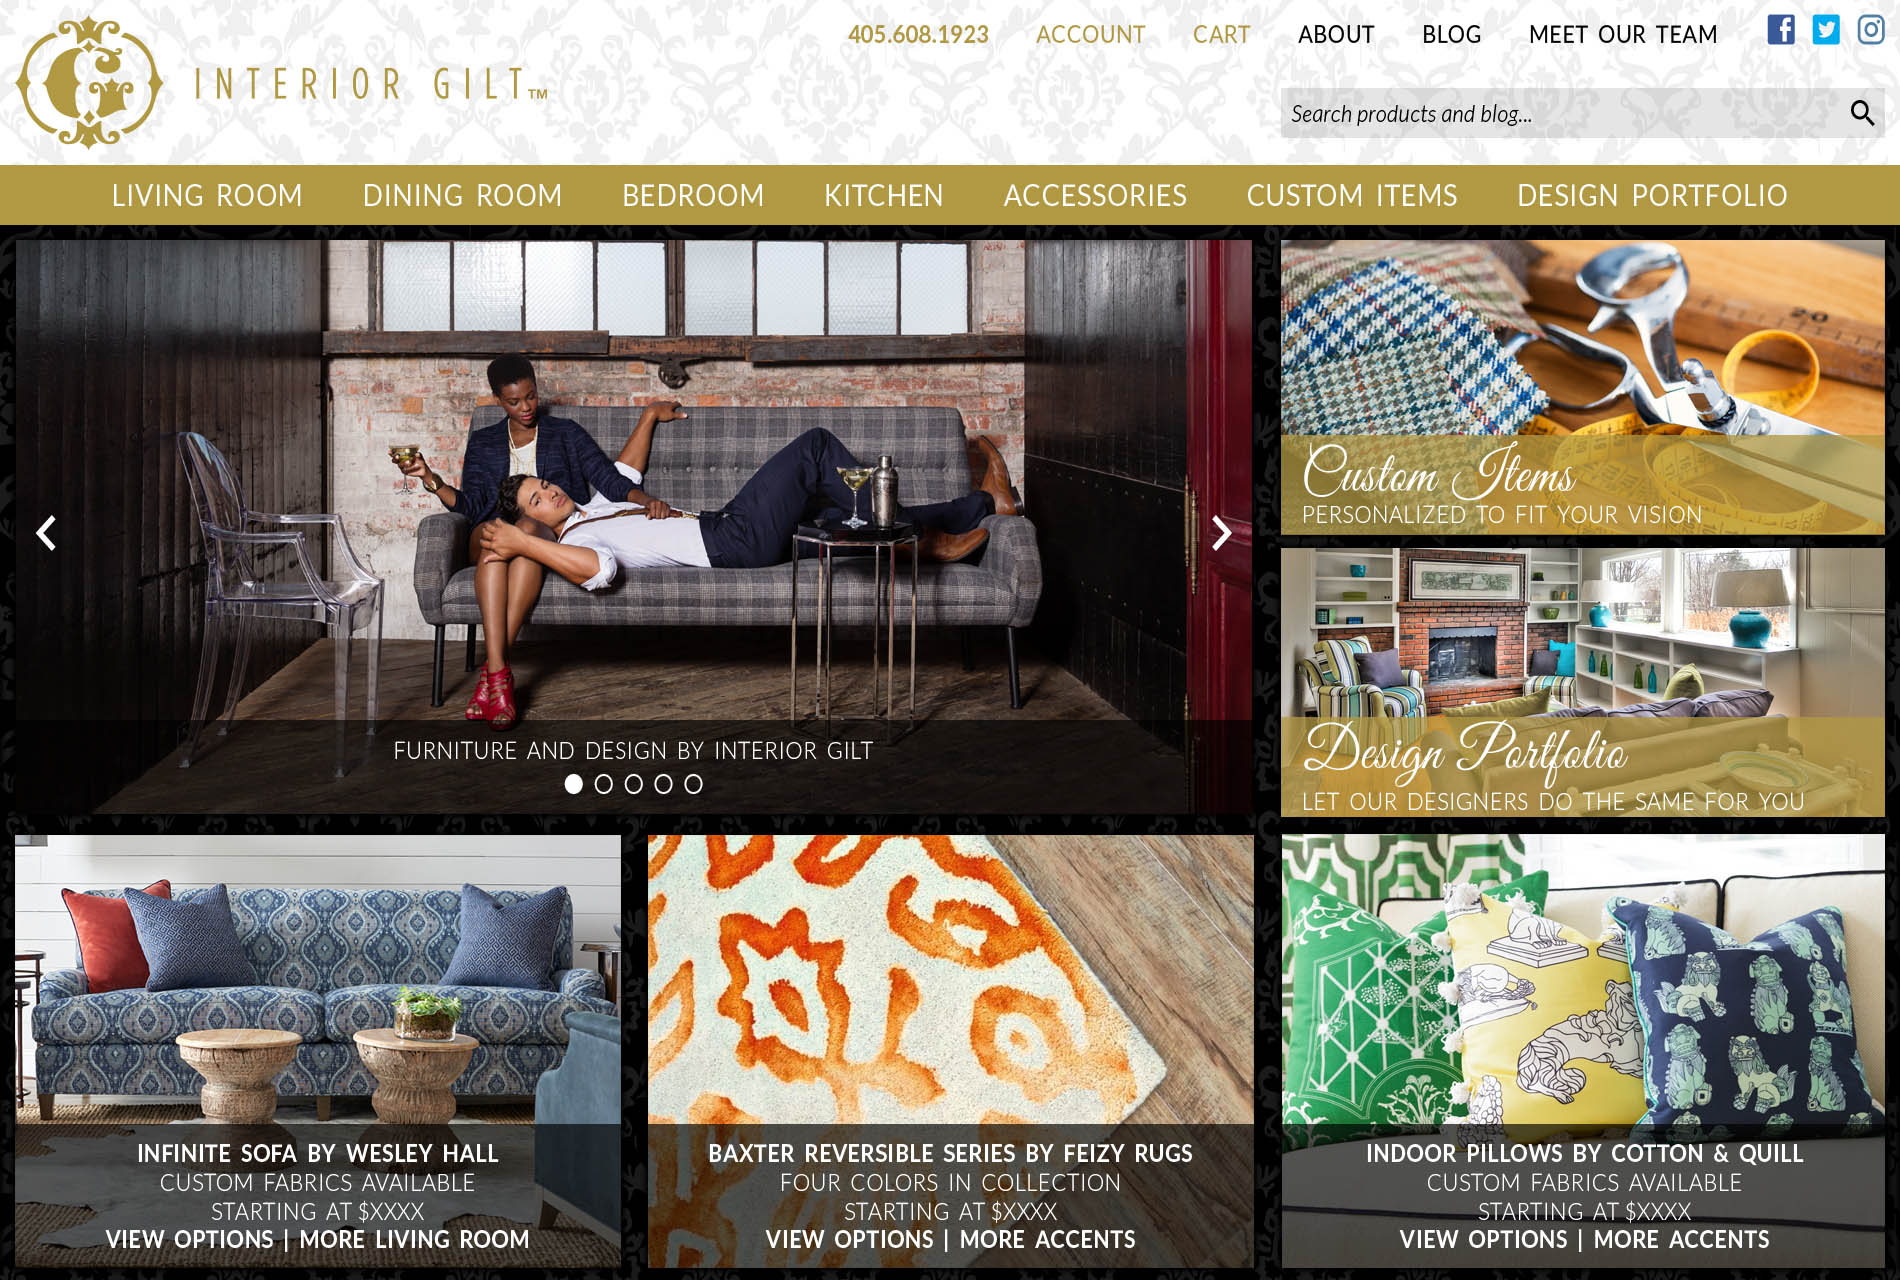 405.608.1923 ACCOUNT CART ABOUT BLOG MEET OUR TEAM
INTERIOR GILT™
Search products and blog...
LIVING ROOM DINING ROOM BEDROOM KITCHEN ACCESSORIES CUSTOM ITEMS DESIGN PORTFOLIO
FURNITURE AND DESIGN BY INTERIOR GILT
20
Custom Items
PERSONALIZED TO FIT YOUR VISION
Design Portfolio
LET OUR DESIGNERS DO THE SAME FOR YOU
INFINITE SOFA BY WESLEY HALL
CUSTOM FABRICS AVAILABLE
STARTING AT $XXXX
VIEW OPTIONS | MORE LIVING ROOM
BAXTER REVERSIBLE SERIES BY FEIZY RUGS
FOUR COLORS IN COLLECTION
STARTING AT $XXXX
VIEW OPTIONS | MORE ACCENTS
INDOOR PILLOWS BY COTTON & QUILL
CUSTOM FABRICS AVAILABLE
STARTING AT $XXXX
VIEW OPTIONS | MORE ACCENTS